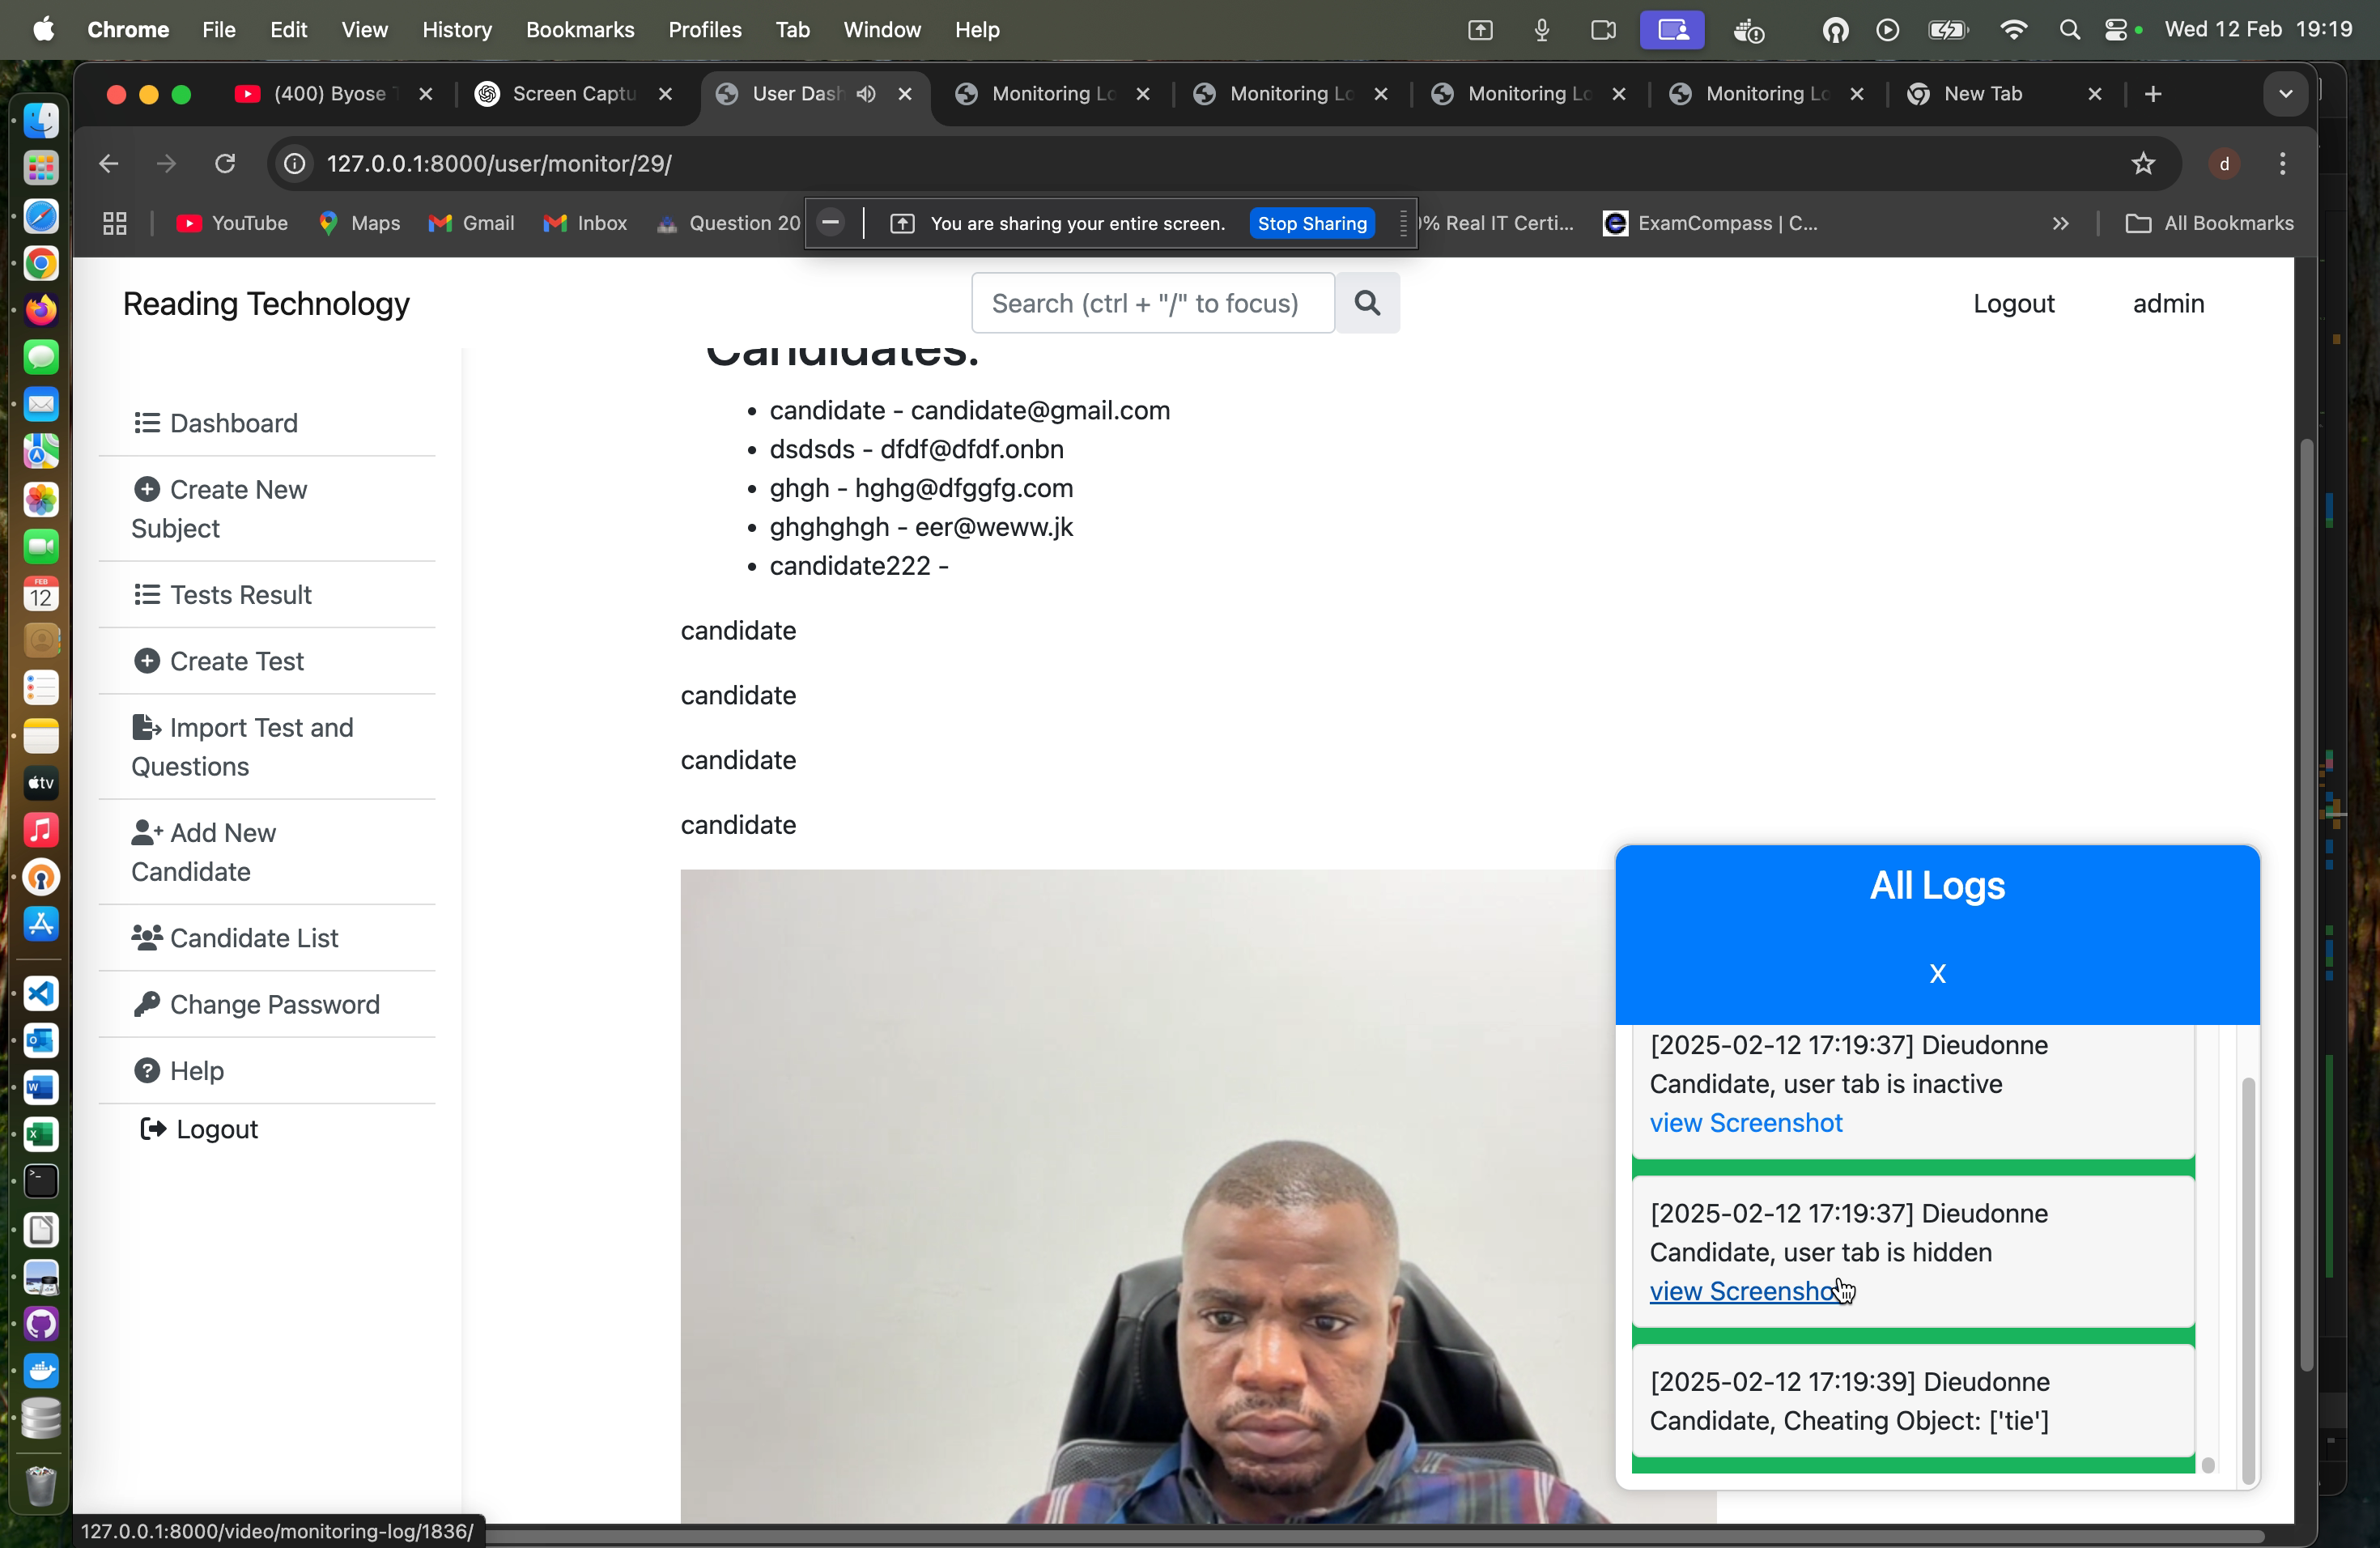 Chrome File Edit View History Bookmarks Profiles Tab Window Help Wed 12 Feb 19:19
(400) Byose Screen Captu User Dash Monitoring Lo Monitoring Lo Monitoring Lo Monitoring Lo New Tab
127.0.0.1:8000/user/monitor/29/ d
YouTube Maps Gmail Inbox Question 20 You are sharing your entire screen. Stop Sharing % Real IT Certi... ExamCompass | C... All Bookmarks
Reading Technology
Search (ctrl + "/" to focus)
Logout admin
Dashboard
Create New
Subject
Tests Result
Create Test
Import Test and
Questions
Add New
Candidate
Candidate List
Change Password
Help
Logout
Candidates:
candidate - candidate@gmail.com
dsdsds - dfdf@dfdf.onbn
ghgh - hghg@dfggfg.com
ghghghgh - eer@weww.jk
candidate222 -
candidate
candidate
candidate
candidate
All Logs
X
[2025-02-12 17:19:37] Dieudonne
Candidate, user tab is inactive
view Screenshot
[2025-02-12 17:19:37] Dieudonne
Candidate, user tab is hidden
view Screensho
[2025-02-12 17:19:39] Dieudonne
Candidate, Cheating Object: ['tie']
FEB
12
tv
127.0.0.1:8000/video/monitoring-log/1836/